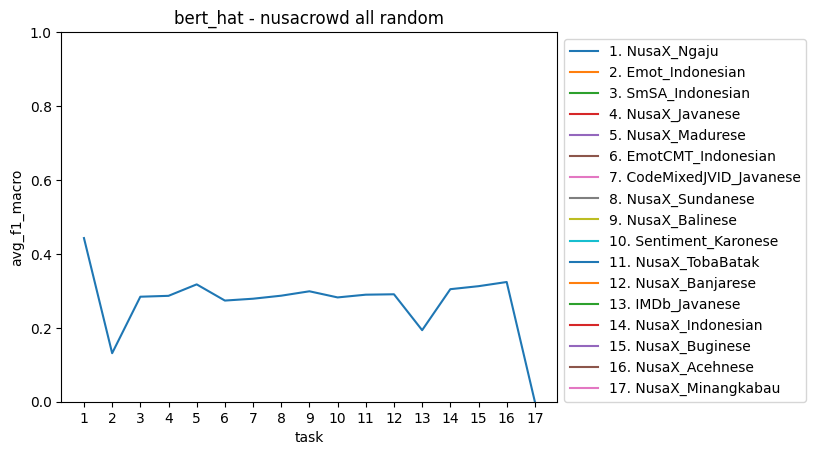 bert_hat - nusacrowd all random
1.0
0.8
0.6
0.4
0.2
0.0
avg_f1_macro
1 2 3 4 5 6 7 8 9 10 11 12 13 14 15 16 17
task
1. NusaX_Ngaju
2. Emot_Indonesian
3. SmSA_Indonesian
4. NusaX_Javanese
5. NusaX_Madurese
6. EmotCMT_Indonesian
7. CodeMixedJVID_Javanese
8. NusaX_Sundanese
9. NusaX_Balinese
10. Sentiment_Karonese
11. NusaX_TobaBatak
12. NusaX_Banjarese
13. IMDb_Javanese
14. NusaX_Indonesian
15. NusaX_Buginese
16. NusaX_Acehnese
17. NusaX_Minangkabau